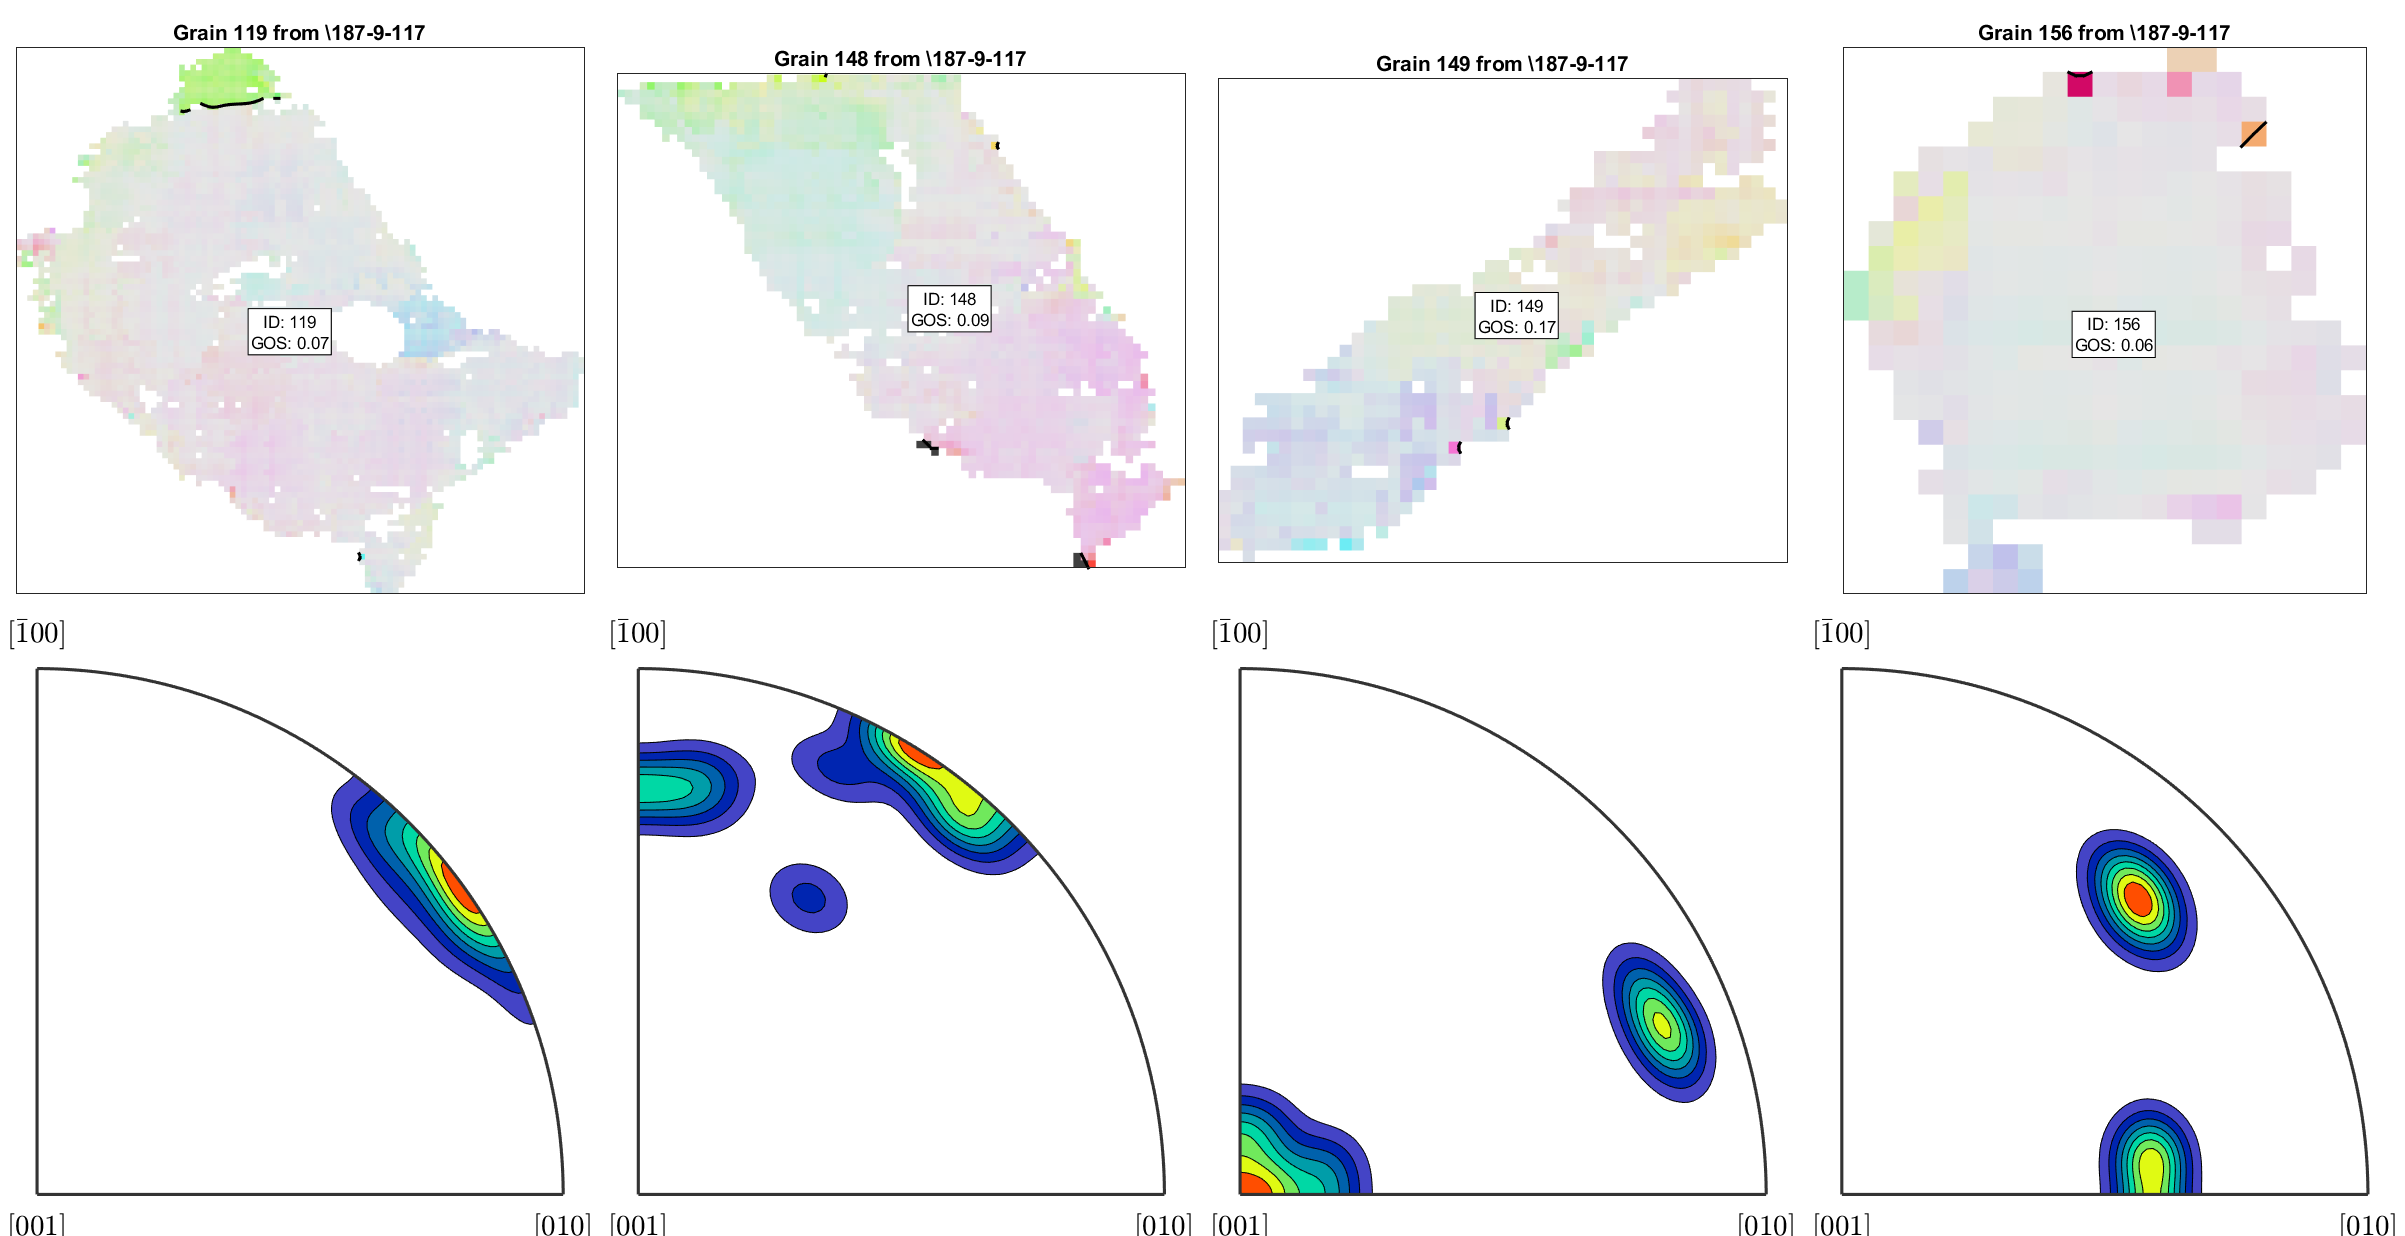 Grain 119 from \187-9-117
ID: 119
GOS: 0.07
Grain 148 from \187-9-117
ID: 148
GOS: 0.09
Grain 149 from \187-9-117
ID: 149
GOS: 0.17
Grain 156 from \187-9-117
ID: 156
GOS: 0.06
[1̄00]
[001]
[010]
[1̄00]
[001]
[010]
[1̄00]
[001]
[010]
[1̄00]
[001]
[010]